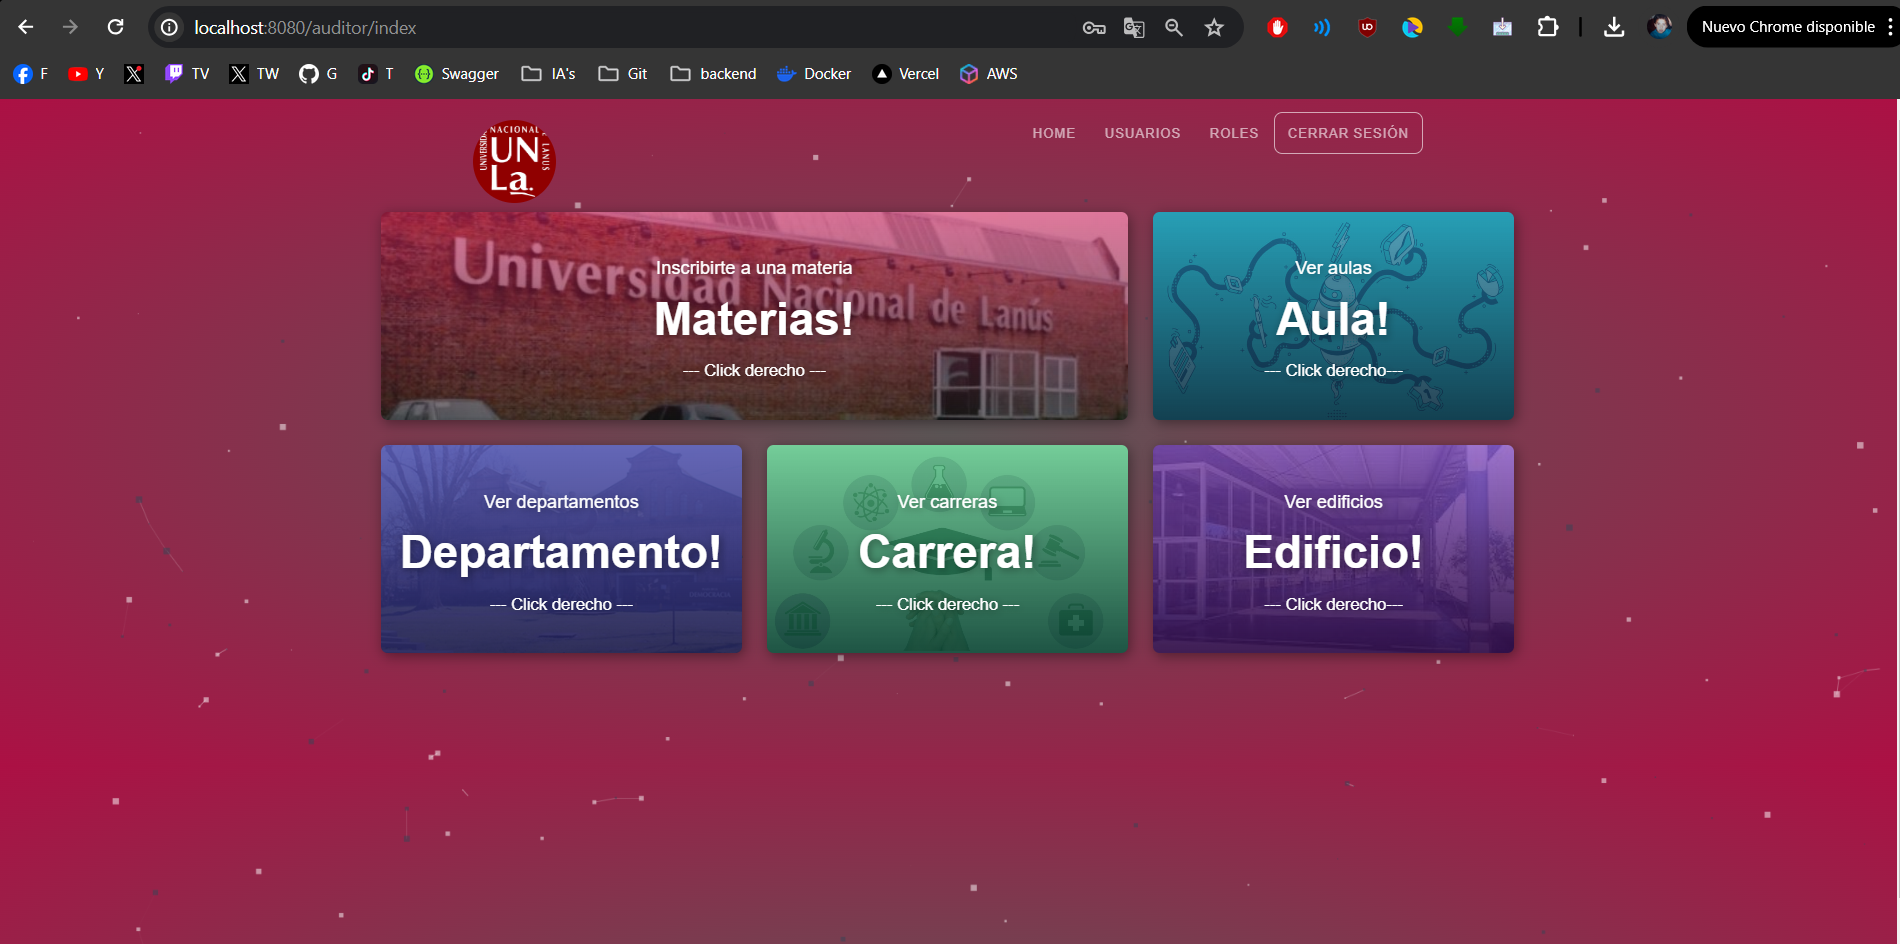 localhost:8080/auditor/index
Nuevo Chrome disponible
F Y TV TW G T Swagger IA's Git backend Docker Vercel AWS
UNIVERSIDAD NACIONAL DE LANÚS
UN
La.
HOME USUARIOS ROLES CERRAR SESIÓN
Universidad Nacional de Lanús
Inscribirte a una materia
Materias!
--- Click derecho ---
Ver aulas
Aula!
--- Click derecho---
Ver departamentos
Departamento!
--- Click derecho ---
Ver carreras
Carrera!
--- Click derecho ---
Ver edificios
Edificio!
--- Click derecho---